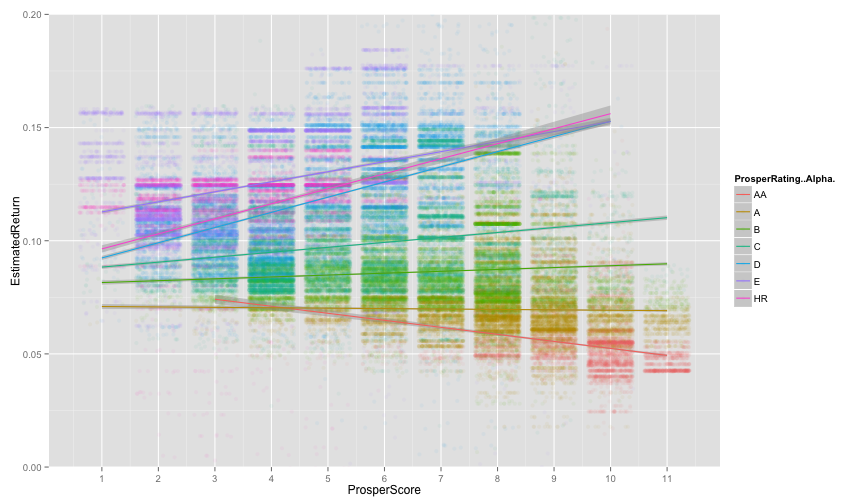 0.20
0.15
0.10
0.05
0.00
EstimatedReturn
1 2 3 4 5 6 7 8 9 10 11
ProsperScore
ProsperRating..Alpha.
AA
A
B
C
D
E
HR